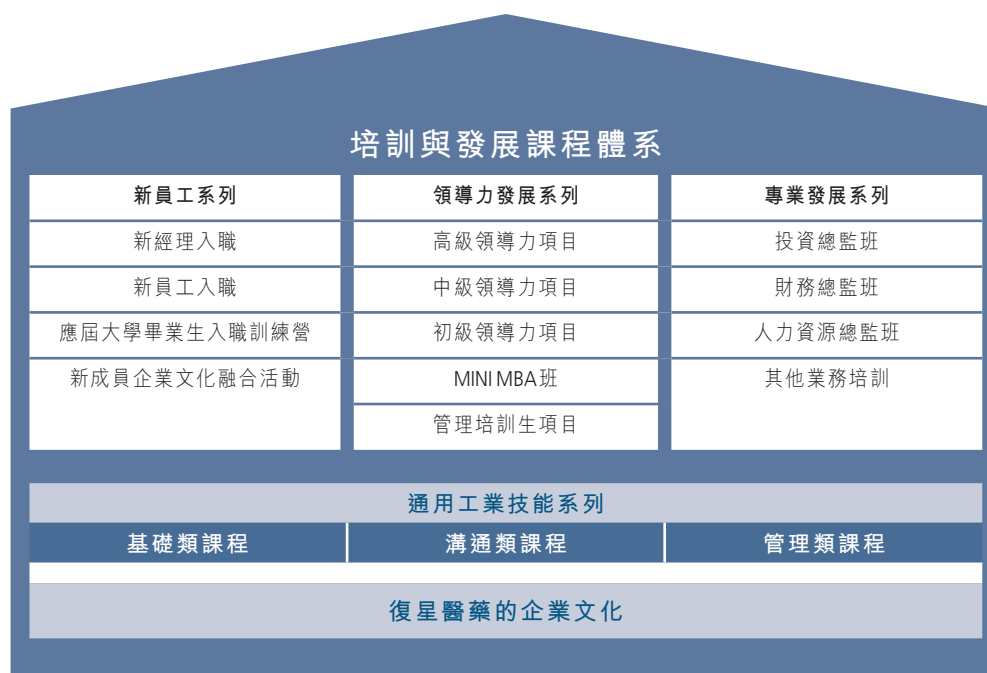 培訓與發展課程體系
新員工系列 領導力發展系列 專業發展系列
新經理入職 高級領導力項目 投資總監班
新員工入職 中級領導力項目 財務總監班
應屆大學畢業生入職訓練營 初級領導力項目 人力資源總監班
新成員企業文化融合活動 MINI MBA班 其他業務培訓
管理培訓生項目
通用工業技能系列
基礎類課程 溝通類課程 管理類課程
復星醫藥的企業文化